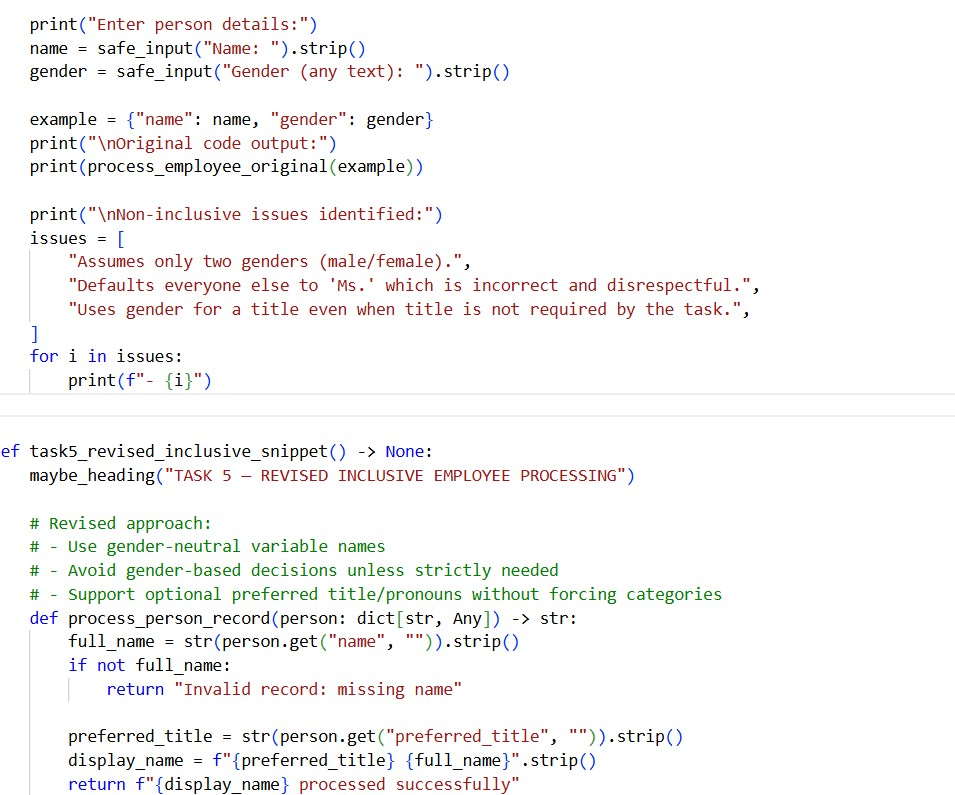 print("Enter person details:")
name = safe_input("Name: ").strip()
gender = safe_input("Gender (any text): ").strip()
example = {"name": name, "gender": gender}
print("\nOriginal code output:")
print(process_employee_original(example))
print("\nNon-inclusive issues identified:")
issues = [
"Assumes only two genders (male/female).",
"Defaults everyone else to 'Ms.' which is incorrect and disrespectful.",
"Uses gender for a title even when title is not required by the task.",
]
for i in issues:
print(f"- {i}")
ef task5_revised_inclusive_snippet() -> None:
maybe_heading("TASK 5 — REVISED INCLUSIVE EMPLOYEE PROCESSING")
# Revised approach:
# - Use gender-neutral variable names
# - Avoid gender-based decisions unless strictly needed
# - Support optional preferred title/pronouns without forcing categories
def process_person_record(person: dict[str, Any]) -> str:
full_name = str(person.get("name", "")).strip()
if not full_name:
return "Invalid record: missing name"
preferred_title = str(person.get("preferred_title", "")).strip()
display_name = f"{preferred_title} {full_name}".strip()
return f"{display_name} processed successfully"